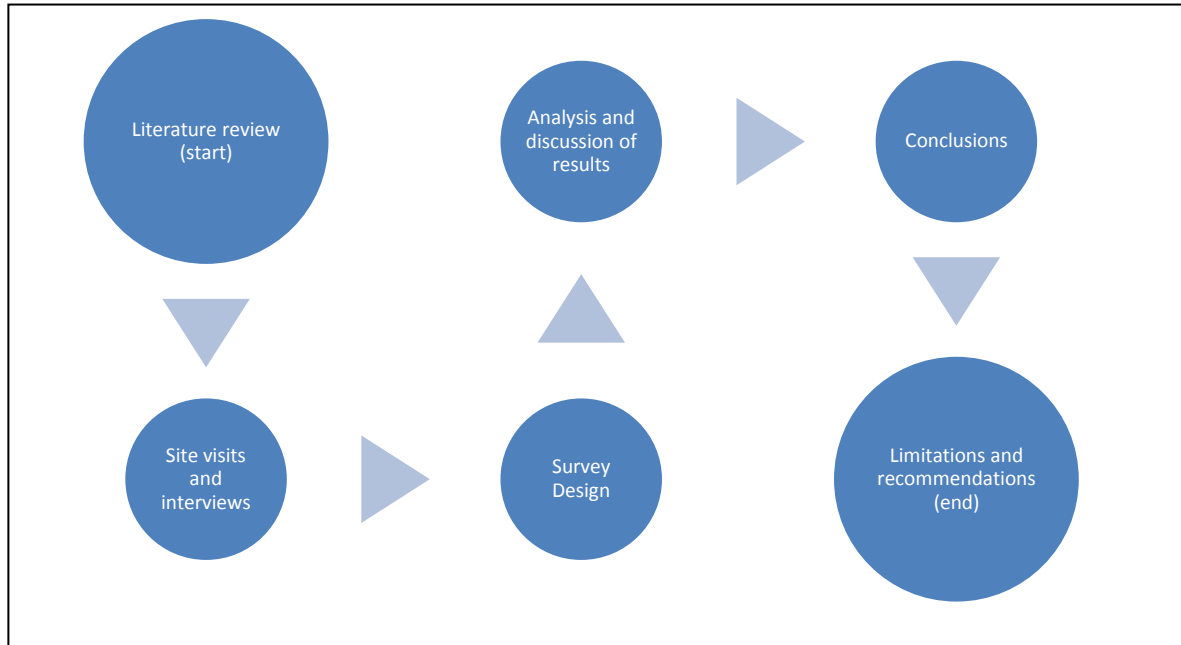 Literature review
(start)
Site visits
and
interviews
Survey
Design
Analysis and
discussion of
results
Conclusions
Limitations and
recommendations
(end)